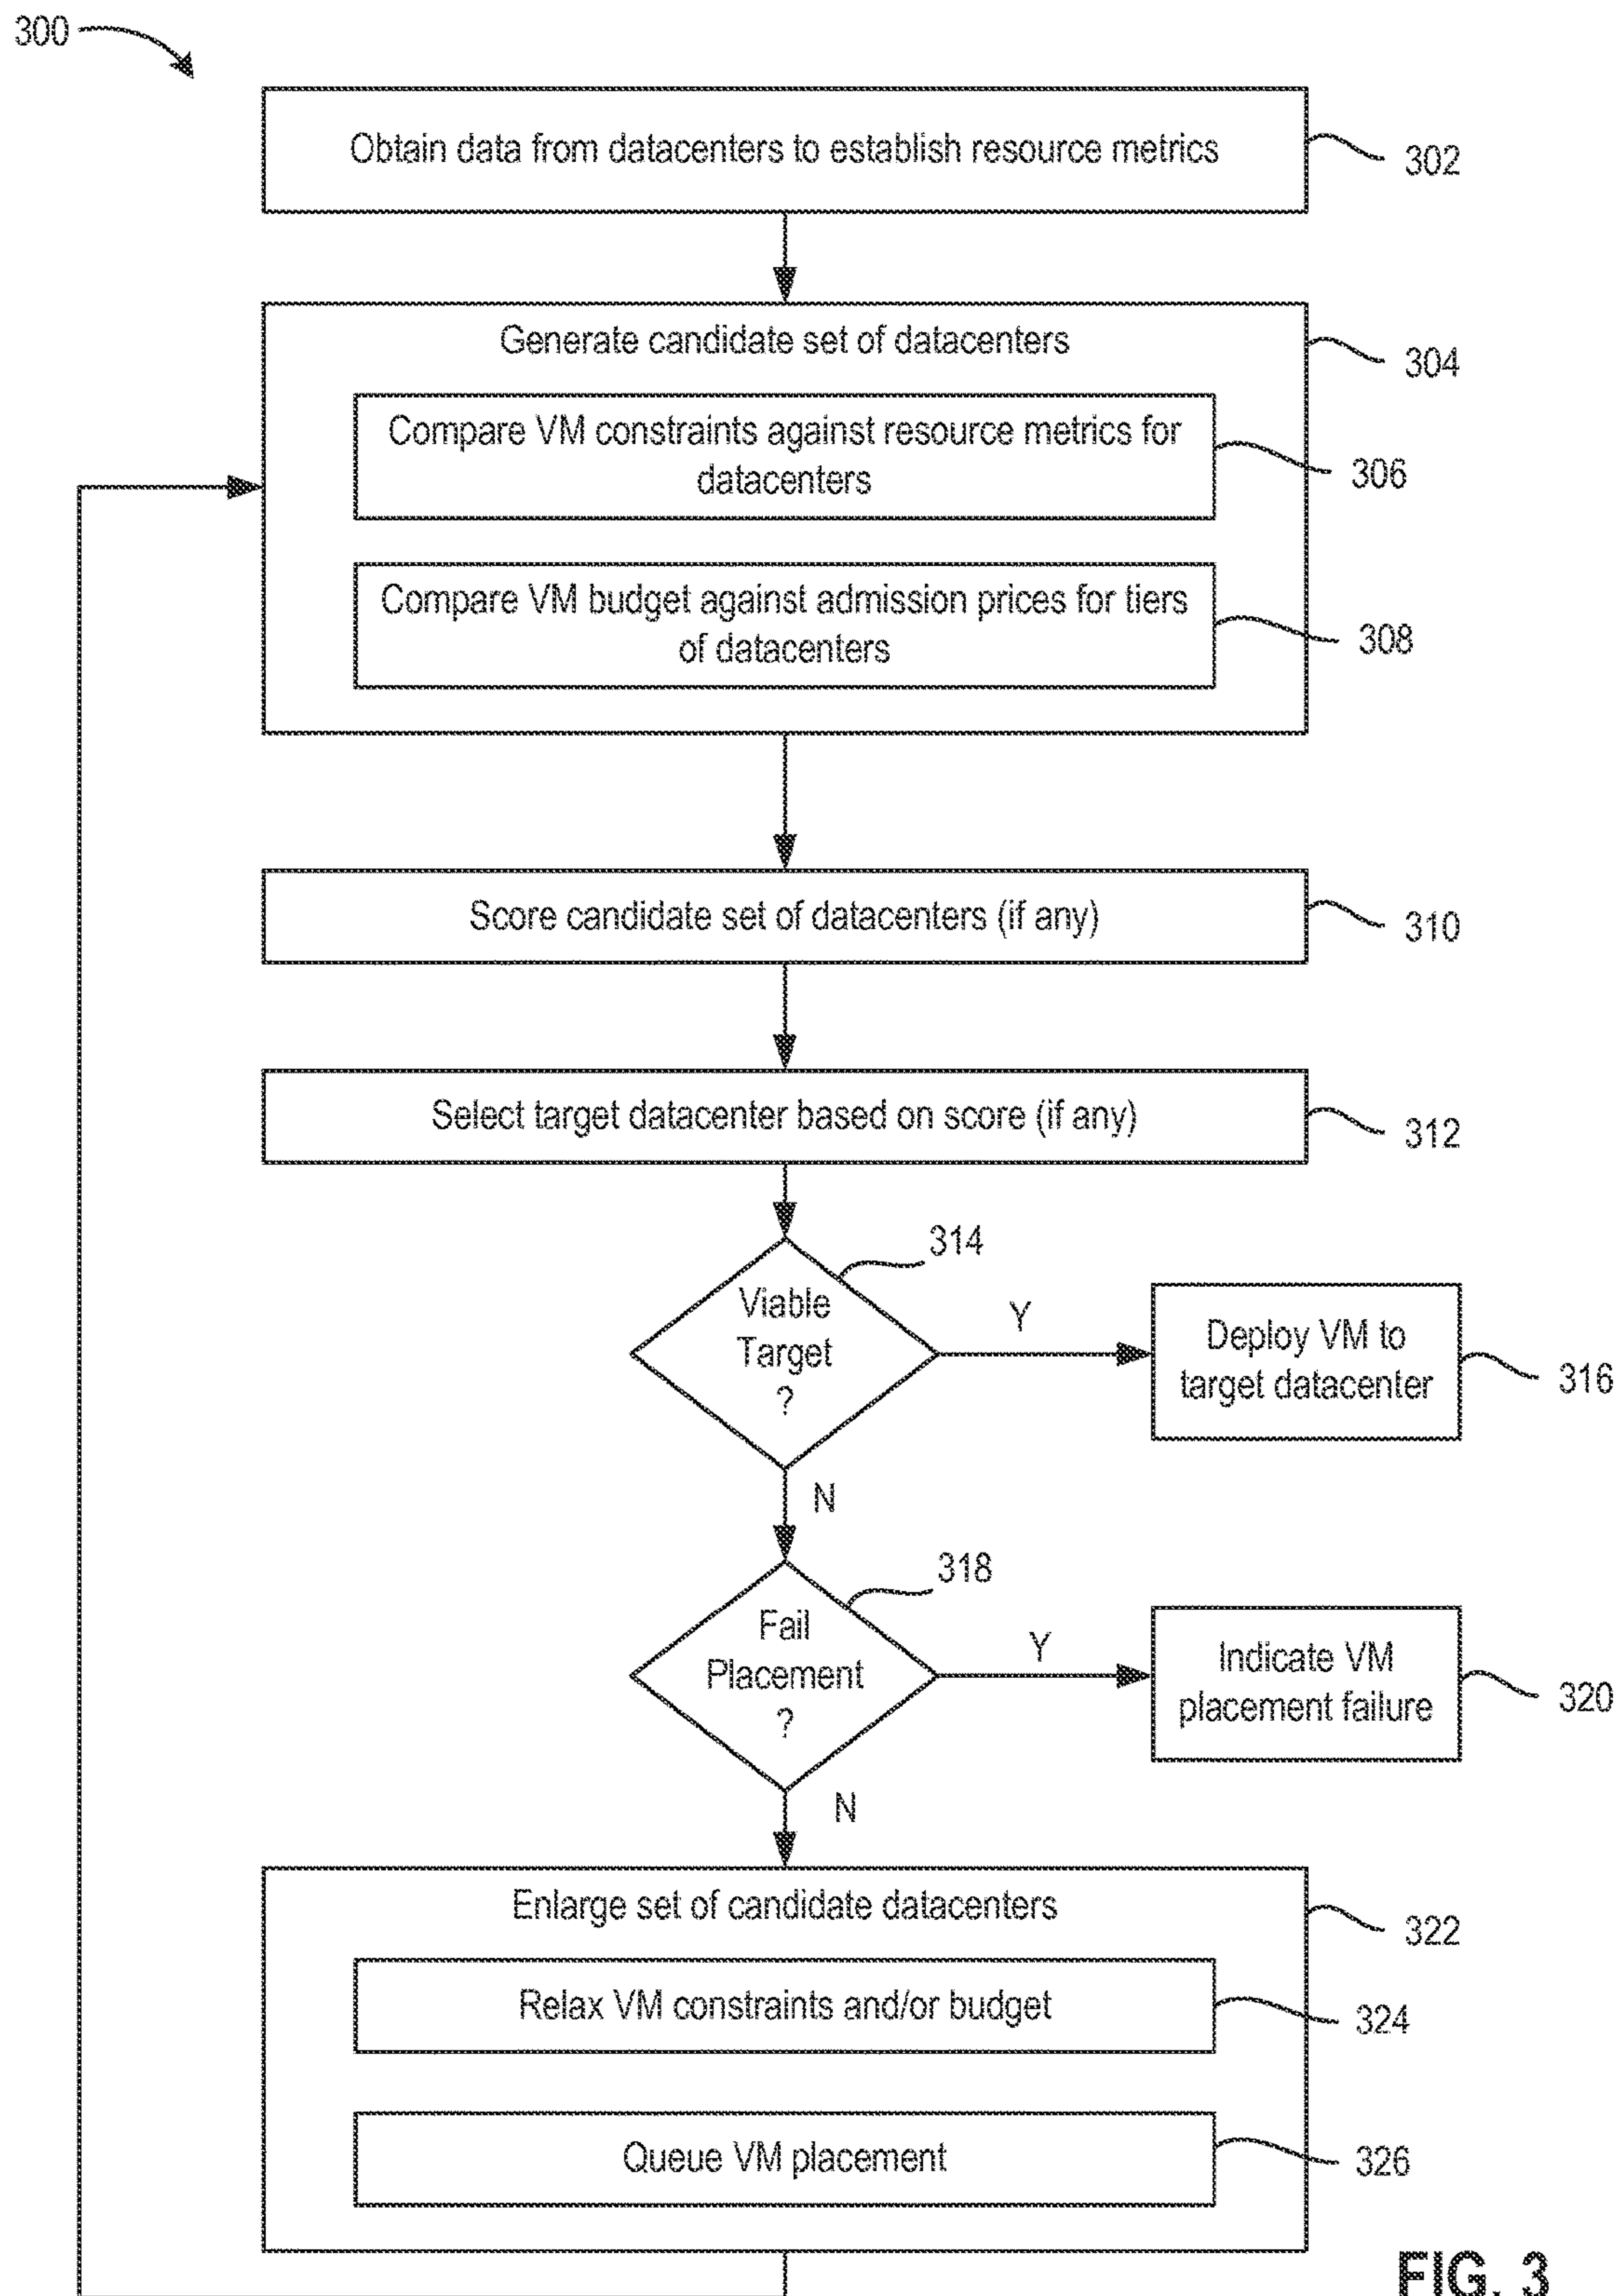 300
Obtain data from datacenters to establish resource metrics
302
Generate candidate set of datacenters
304
Compare VM constraints against resource metrics for
datacenters
306
Compare VM budget against admission prices for tiers
of datacenters
308
Score candidate set of datacenters (if any)
310
Select target datacenter based on score (if any)
312
314
Viable
Target
?
Y
Deploy VM to
target datacenter
316
N
318
Fail
Placement
?
Y
Indicate VM
placement failure
320
N
Enlarge set of candidate datacenters
322
Relax VM constraints and/or budget
324
Queue VM placement
326
FIG. 3